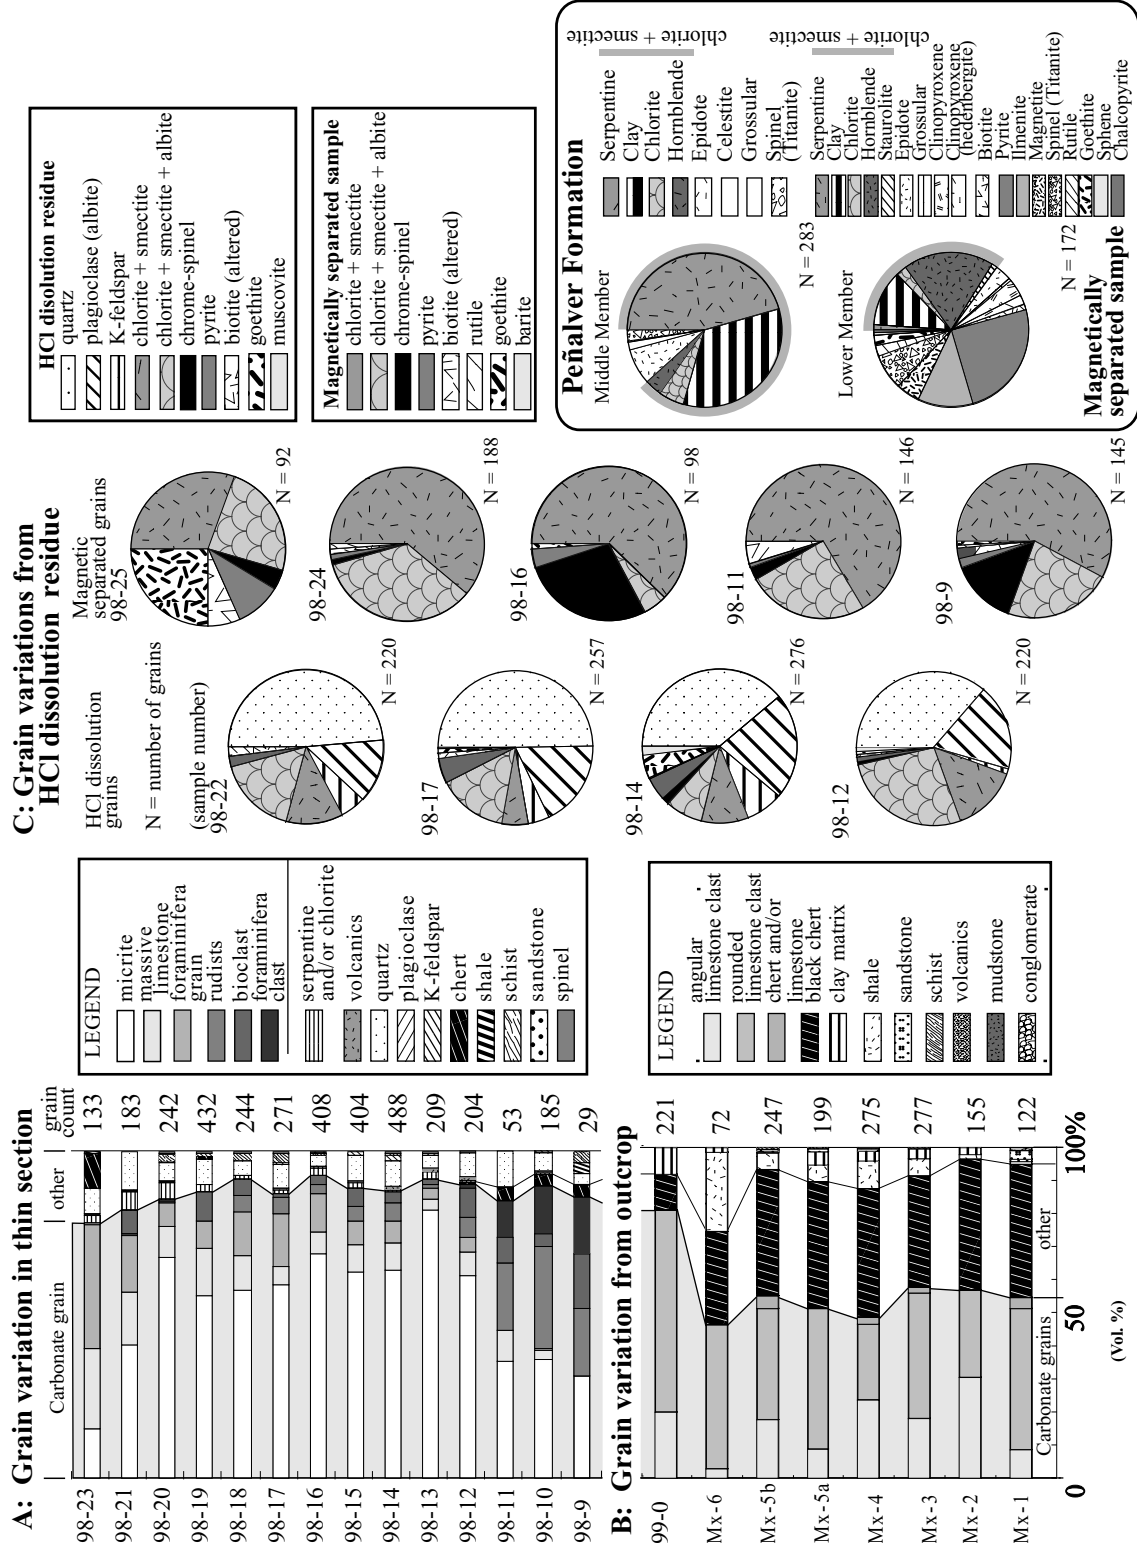 A: Grain variation in thin section
Carbonate grain
other
grain
count
98-23
133
98-21
183
98-20
242
98-19
432
98-18
244
98-17
271
98-16
408
98-15
404
98-14
488
98-13
209
98-12
204
98-11
53
98-10
185
98-9
29
LEGEND
micrite
massive
limestone
foraminifera
grain
rudists
bioclast
foraminifera
clast
serpentine
and/or chlorite
volcanics
quartz
plagioclase
K-feldspar
chert
shale
schist
sandstone
spinel
B: Grain variation from outcrop
99-0
221
Mx-6
72
Mx-5b
247
Mx-5a
199
Mx-4
275
Mx-3
277
Mx-2
155
Mx-1
122
Carbonate grains
other
0
50
100%
(Vol. %)
LEGEND
angular
limestone clast
rounded
limestone clast
chert and/or
limestone
black chert
clay matrix
shale
sandstone
schist
volcanics
mudstone
conglomerate
C: Grain variations from
HCl dissolution residue
HCl dissolution
grains
N = number of grains
(sample number)
98-22
N = 220
98-17
N = 257
98-14
N = 276
98-12
N = 220
Magnetic
separated grains
98-25
N = 92
98-24
N = 188
98-16
N = 98
98-11
N = 146
98-9
N = 145
HCl disolution residue
quartz
plagioclase (albite)
K-feldspar
chlorite + smectite
chlorite + smectite + albite
chrome-spinel
pyrite
biotite (altered)
goethite
muscovite
Magnetically separated sample
chlorite + smectite
chlorite + smectite + albite
chrome-spinel
pyrite
biotite (altered)
rutile
goethite
barite
Peñalver Formation
Middle Member
N = 283
Serpentine
Clay
Chlorite
Hornblende
Epidote
Celestite
Grossular
Spinel
(Titanite)
chlorite + smectite
Lower Member
N = 172
Serpentine
Clay
Chlorite
Hornblende
Staurolite
Epidote
Grossular
Clinopyroxene
Clinopyroxene
(hedenbergite)
Biotite
Pyrite
Ilmenite
Magnetite
Spinel (Titanite)
Rutile
Goethite
Sphene
Chalcopyrite
chlorite + smectite
Magnetically
separated sample